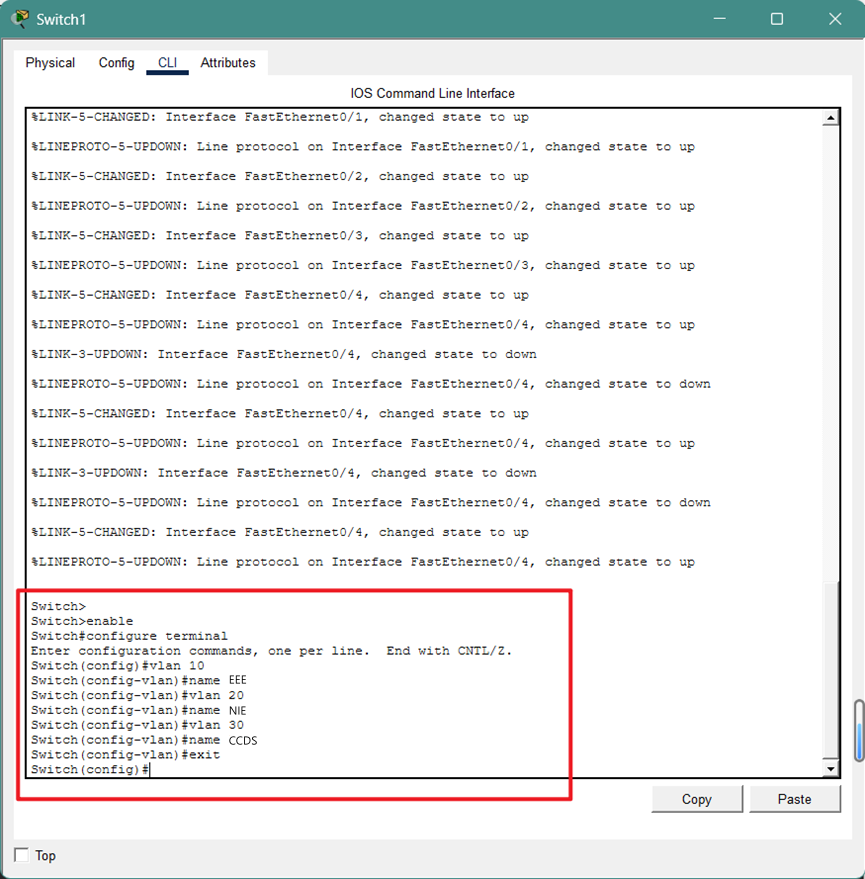 Switch1
Physical Config CLI Attributes
IOS Command Line Interface
%LINK-5-CHANGED: Interface FastEthernet0/1, changed state to up
%LINEPROTO-5-UPDOWN: Line protocol on Interface FastEthernet0/1, changed state to up
%LINK-5-CHANGED: Interface FastEthernet0/2, changed state to up
%LINEPROTO-5-UPDOWN: Line protocol on Interface FastEthernet0/2, changed state to up
%LINK-5-CHANGED: Interface FastEthernet0/3, changed state to up
%LINEPROTO-5-UPDOWN: Line protocol on Interface FastEthernet0/3, changed state to up
%LINK-5-CHANGED: Interface FastEthernet0/4, changed state to up
%LINEPROTO-5-UPDOWN: Line protocol on Interface FastEthernet0/4, changed state to up
%LINK-3-UPDOWN: Interface FastEthernet0/4, changed state to down
%LINEPROTO-5-UPDOWN: Line protocol on Interface FastEthernet0/4, changed state to down
%LINK-5-CHANGED: Interface FastEthernet0/4, changed state to up
%LINEPROTO-5-UPDOWN: Line protocol on Interface FastEthernet0/4, changed state to up
%LINK-3-UPDOWN: Interface FastEthernet0/4, changed state to down
%LINEPROTO-5-UPDOWN: Line protocol on Interface FastEthernet0/4, changed state to down
%LINK-5-CHANGED: Interface FastEthernet0/4, changed state to up
%LINEPROTO-5-UPDOWN: Line protocol on Interface FastEthernet0/4, changed state to up
Switch>
Switch>enable
Switch#configure terminal
Enter configuration commands, one per line.  End with CNTL/Z.
Switch(config)#vlan 10
Switch(config-vlan)#name EEE
Switch(config-vlan)#vlan 20
Switch(config-vlan)#name NIE
Switch(config-vlan)#vlan 30
Switch(config-vlan)#name CCDS
Switch(config-vlan)#exit
Switch(config)#
Copy Paste
Top